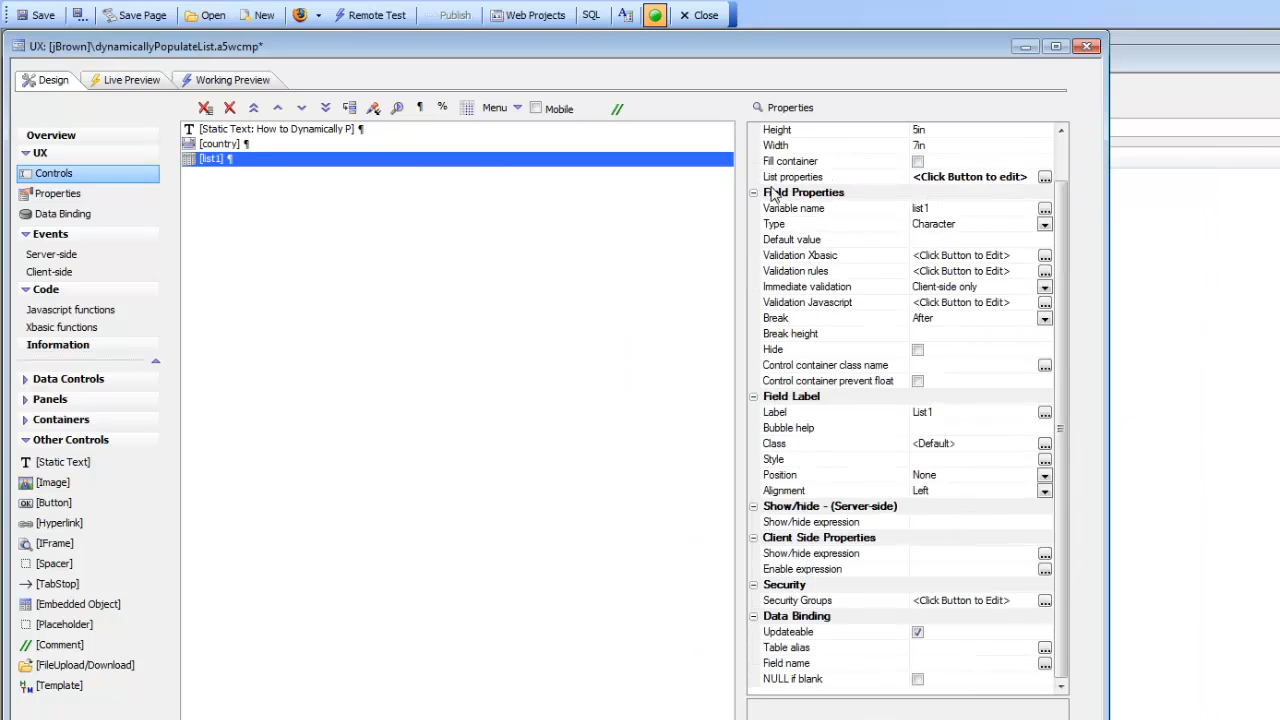 Save Save Page Open New Remote Test Publish Web Projects SQL A Close
UX: [jBrown]\dynamicallyPopulateList.a5wcmp*
Design Live Preview Working Preview
Menu Mobile
Overview
UX
Controls
Properties
Data Binding
Events
Server-side
Client-side
Code
Javascript functions
Xbasic functions
Information
Data Controls
Panels
Containers
Other Controls
[Static Text]
[Image]
[Button]
[Hyperlink]
[IFrame]
[Spacer]
[TabStop]
[Embedded Object]
[Placeholder]
[Comment]
[FileUpload/Download]
[Template]
[Static Text: How to Dynamically P] ¶
[country] ¶
[list1] ¶
Properties
Height 5in
Width 7in
Fill container
List properties <Click Button to edit> ...
Field Properties
Variable name list1 ...
Type Character
Default value
Validation Xbasic <Click Button to Edit> ...
Validation rules <Click Button to Edit> ...
Immediate validation Client-side only
Validation Javascript <Click Button to Edit> ...
Break After
Break height
Hide
Control container class name ...
Control container prevent float
Field Label
Label List1 ...
Bubble help
Class <Default> ...
Style ...
Position None
Alignment Left
Show/hide - (Server-side)
Show/hide expression
Client Side Properties
Show/hide expression ...
Enable expression ...
Security
Security Groups <Click Button to Edit> ...
Data Binding
Updateable
Table alias ...
Field name ...
NULL if blank